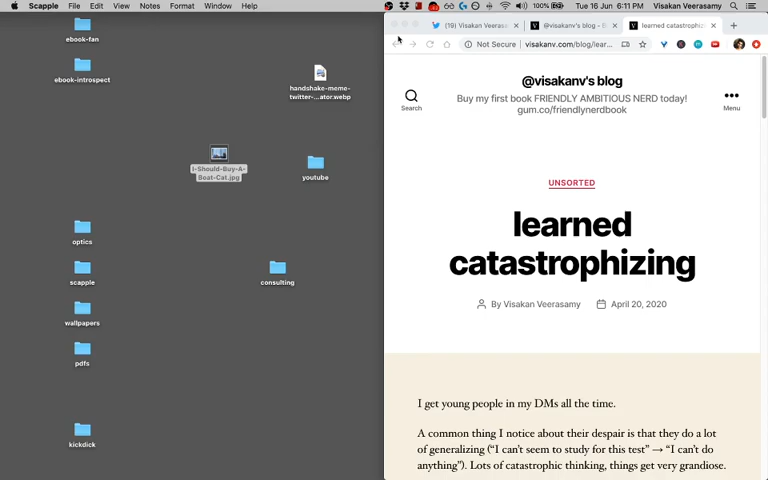 Scapple File Edit View Notes Format Window Help 100% Tue 16 Jun 6:11 PM Visakan Veerasamy
ebook-fan
ebook-introspect
handshake-meme-
twitter-...ator.webp
I-Should-Buy-A-
Boat-Cat.jpg
youtube
optics
scapple
consulting
wallpapers
pdfs
kickdick
(19) Visakan Veerasa
@visakanv's blog - B
learned catastrophizi
Not Secure | visakanv.com/blog/lear...
@visakanv's blog
Search
Buy my first book FRIENDLY AMBITIOUS NERD today!
gum.co/friendlynerdbook
Menu
UNSORTED
learned
catastrophizing
By Visakan Veerasamy April 20, 2020
I get young people in my DMs all the time.
A common thing I notice about their despair is that they do a lot
of generalizing (“I can’t seem to study for this test” → “I can’t do
anything”). Lots of catastrophic thinking, things get very grandiose.